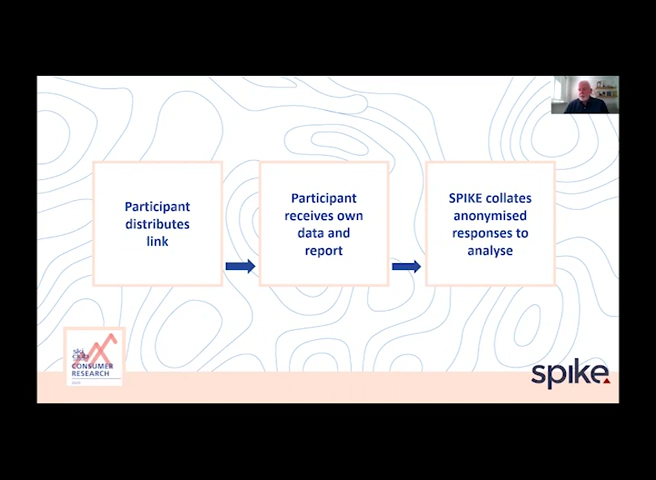 Participant
distributes
link
Participant
receives own
data and
report
SPIKE collates
anonymised
responses to
analyse
CONSUMER
RESEARCH
spike